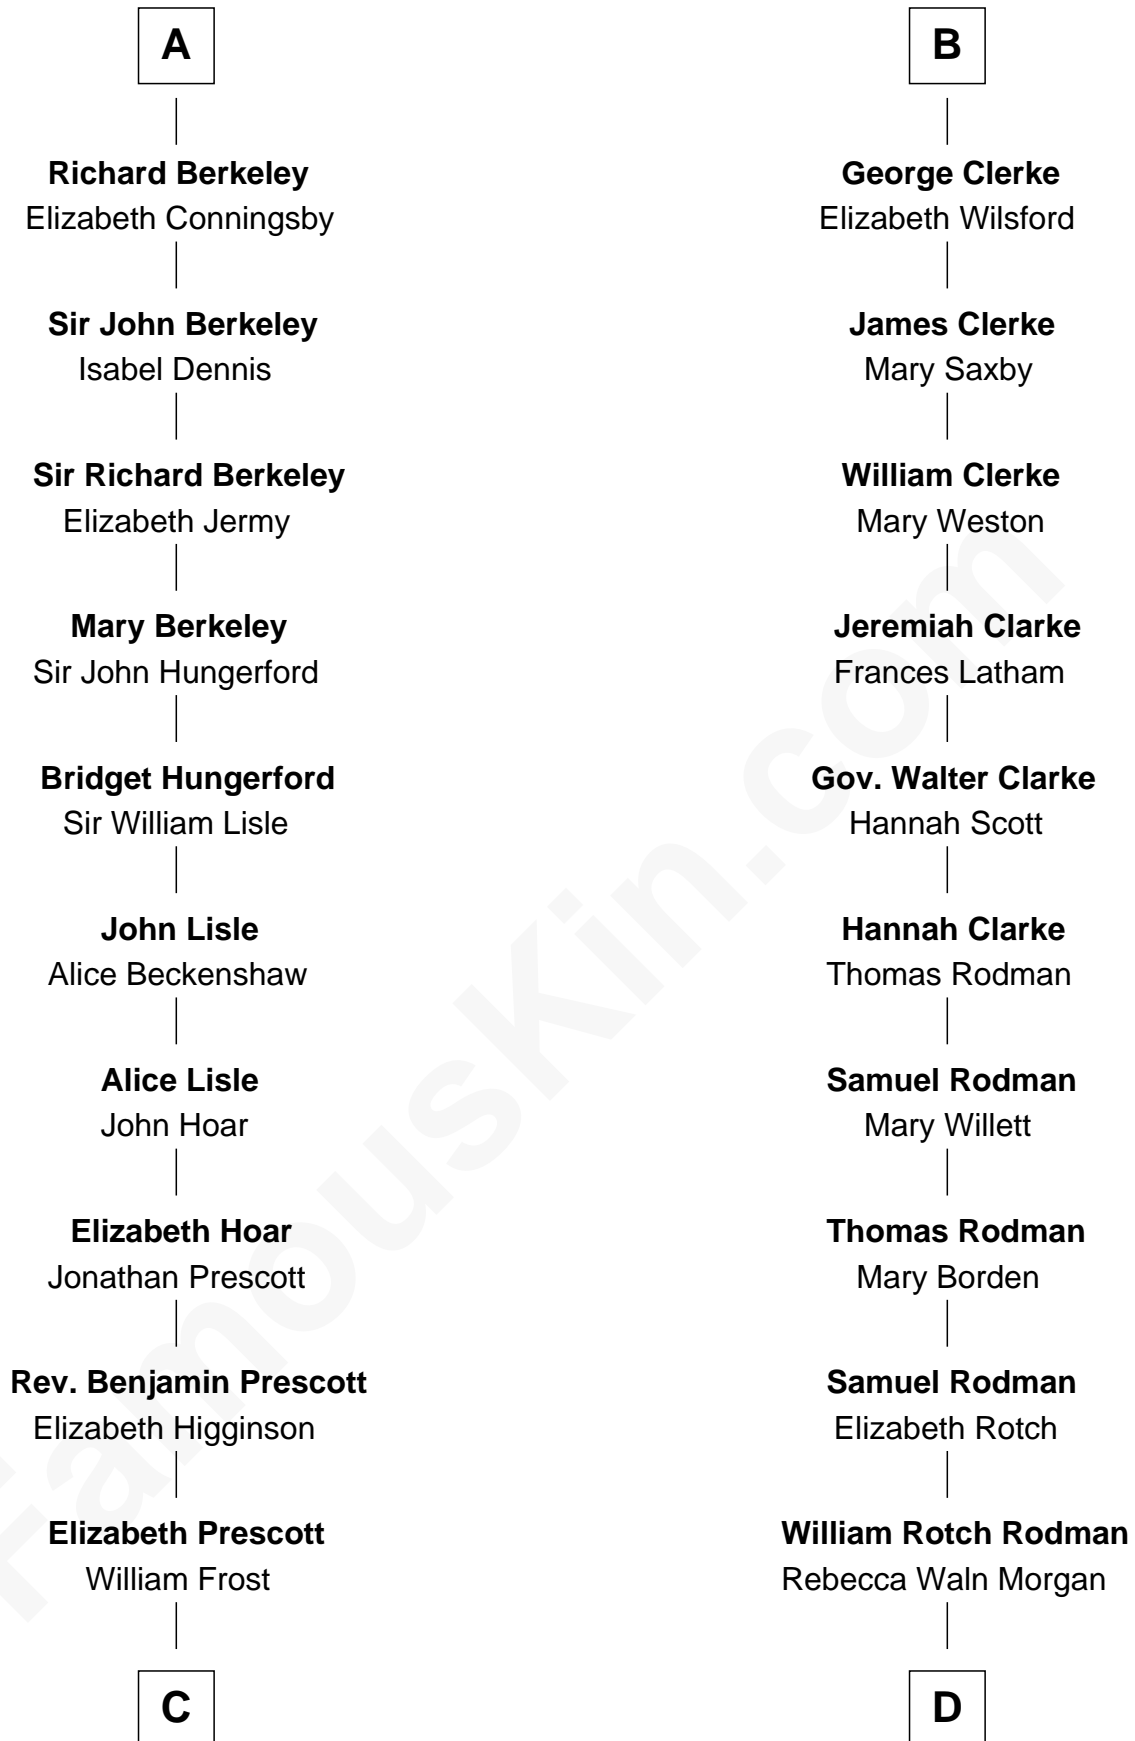 A
Richard Berkeley
Elizabeth Conningsby
Sir John Berkeley
Isabel Dennis
Sir Richard Berkeley
Elizabeth Jermy
Mary Berkeley
Sir John Hungerford
Bridget Hungerford
Sir William Lisle
John Lisle
Alice Beckenshaw
Alice Lisle
John Hoar
Elizabeth Hoar
Jonathan Prescott
Rev. Benjamin Prescott
Elizabeth Higginson
Elizabeth Prescott
William Frost
C
B
George Clerke
Elizabeth Wilsford
James Clerke
Mary Saxby
William Clerke
Mary Weston
Jeremiah Clarke
Frances Latham
Gov. Walter Clarke
Hannah Scott
Hannah Clarke
Thomas Rodman
Samuel Rodman
Mary Willett
Thomas Rodman
Mary Borden
Samuel Rodman
Elizabeth Rotch
William Rotch Rodman
Rebecca Waln Morgan
D
FamousKin.com